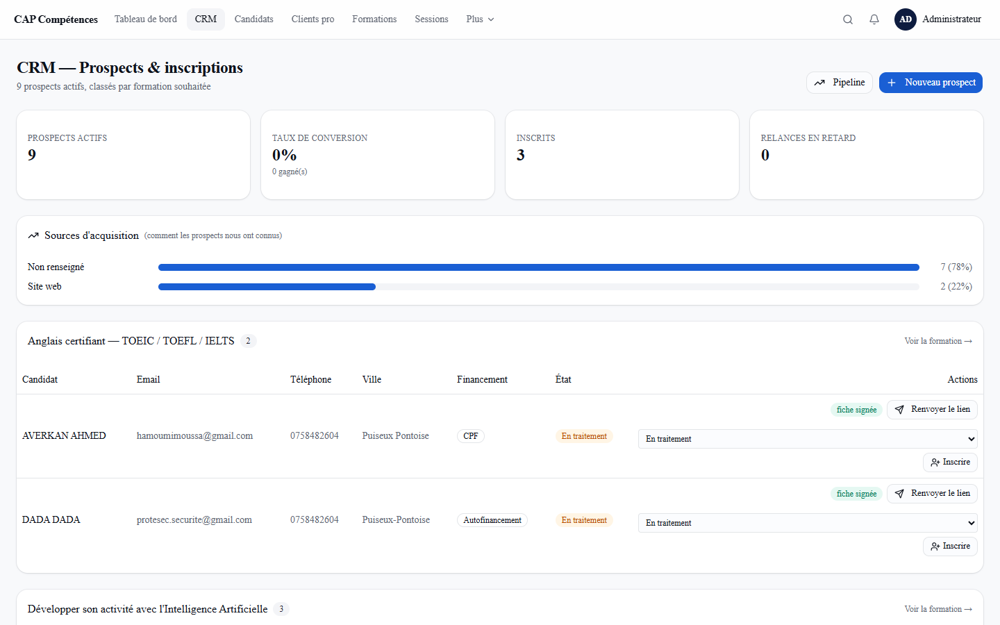 CAP Compétences Tableau de bord CRM Candidats Clients pro Formations Sessions Plus AD Administrateur
CRM — Prospects & inscriptions
9 prospects actifs, classés par formation souhaitée
Pipeline Nouveau prospect
PROSPECTS ACTIFS
9
TAUX DE CONVERSION
0%
0 gagné(s)
INSCRITS
3
RELANCES EN RETARD
0
Sources d'acquisition (comment les prospects nous ont connus)
Non renseigné 7 (78%)
Site web 2 (22%)
Anglais certifiant — TOEIC / TOEFL / IELTS 2 Voir la formation →
Candidat Email Téléphone Ville Financement État Actions
fiche signée Renvoyer le lien
AVERKAN AHMED hamoumimoussa@gmail.com 0758482604 Puiseux Pontoise CPF En traitement En traitement
Inscrire
fiche signée Renvoyer le lien
DADA DADA protesec.securite@gmail.com 0758482604 Puiseux-Pontoise Autofinancement En traitement En traitement
Inscrire
Développer son activité avec l'Intelligence Artificielle 3 Voir la formation →